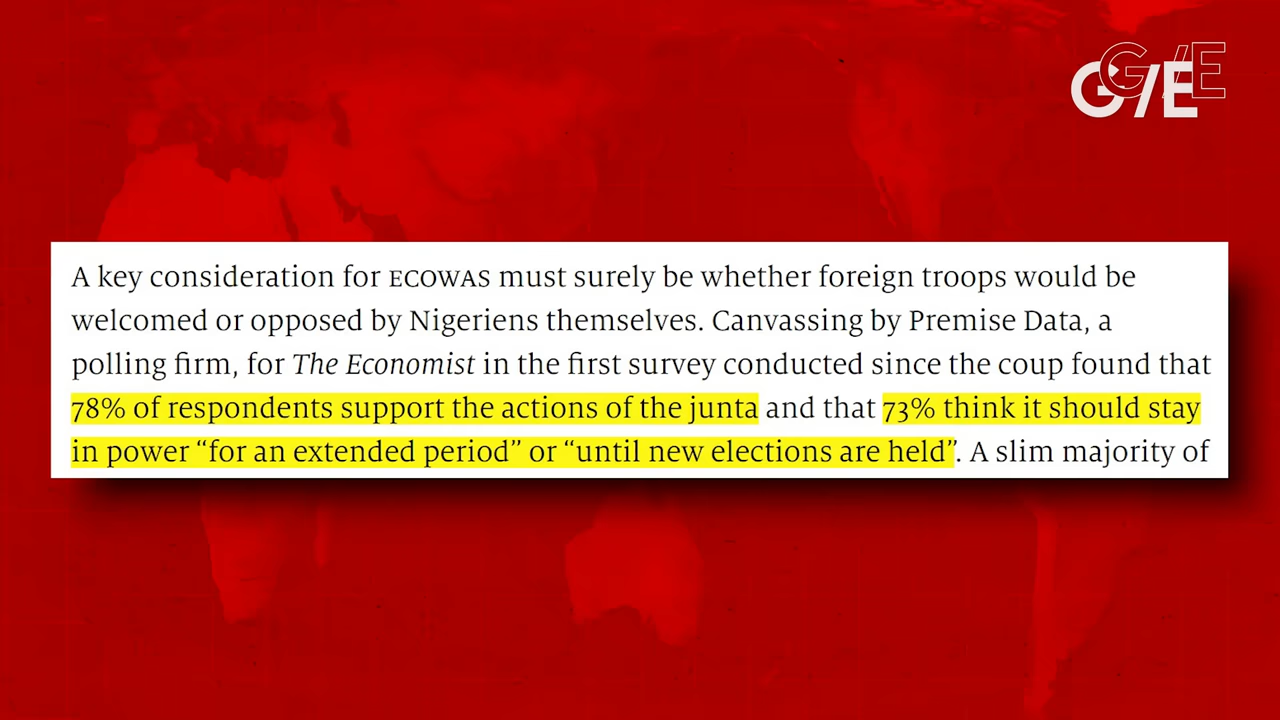 G/E
G/E
A key consideration for ECOWAS must surely be whether foreign troops would be
welcomed or opposed by Nigeriens themselves. Canvassing by Premise Data, a
polling firm, for The Economist in the first survey conducted since the coup found that
78% of respondents support the actions of the junta and that 73% think it should stay
in power “for an extended period” or “until new elections are held”. A slim majority of